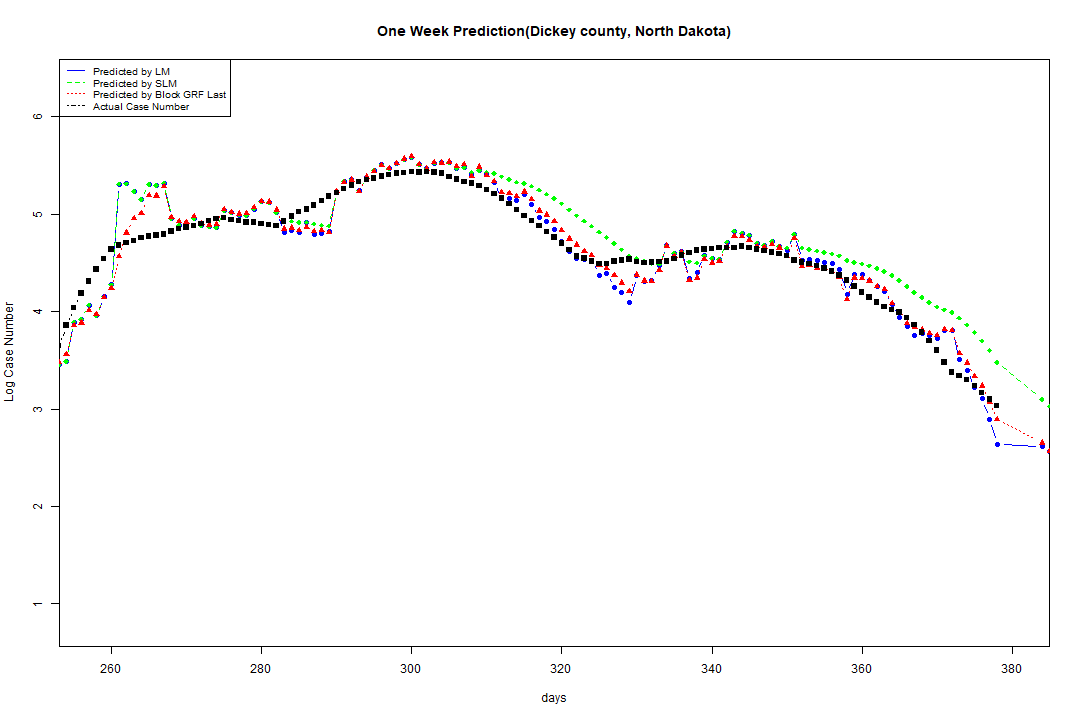 One Week Prediction(Dickey county, North Dakota)
Predicted by LM
Predicted by SLM
Predicted by Block GRF Last
Actual Case Number
6
5
4
3
2
1
Log Case Number
260 280 300 320 340 360 380
days